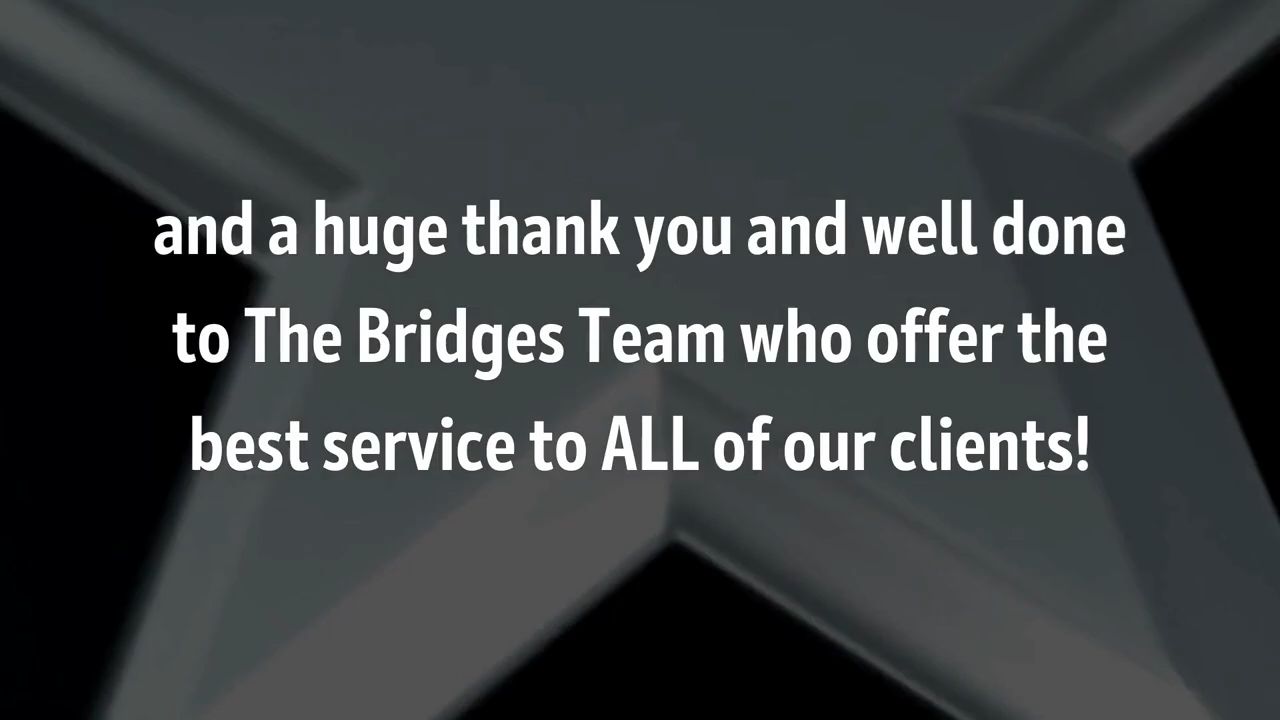 and a huge thank you and well done
to The Bridges Team who offer the
best service to ALL of our clients!